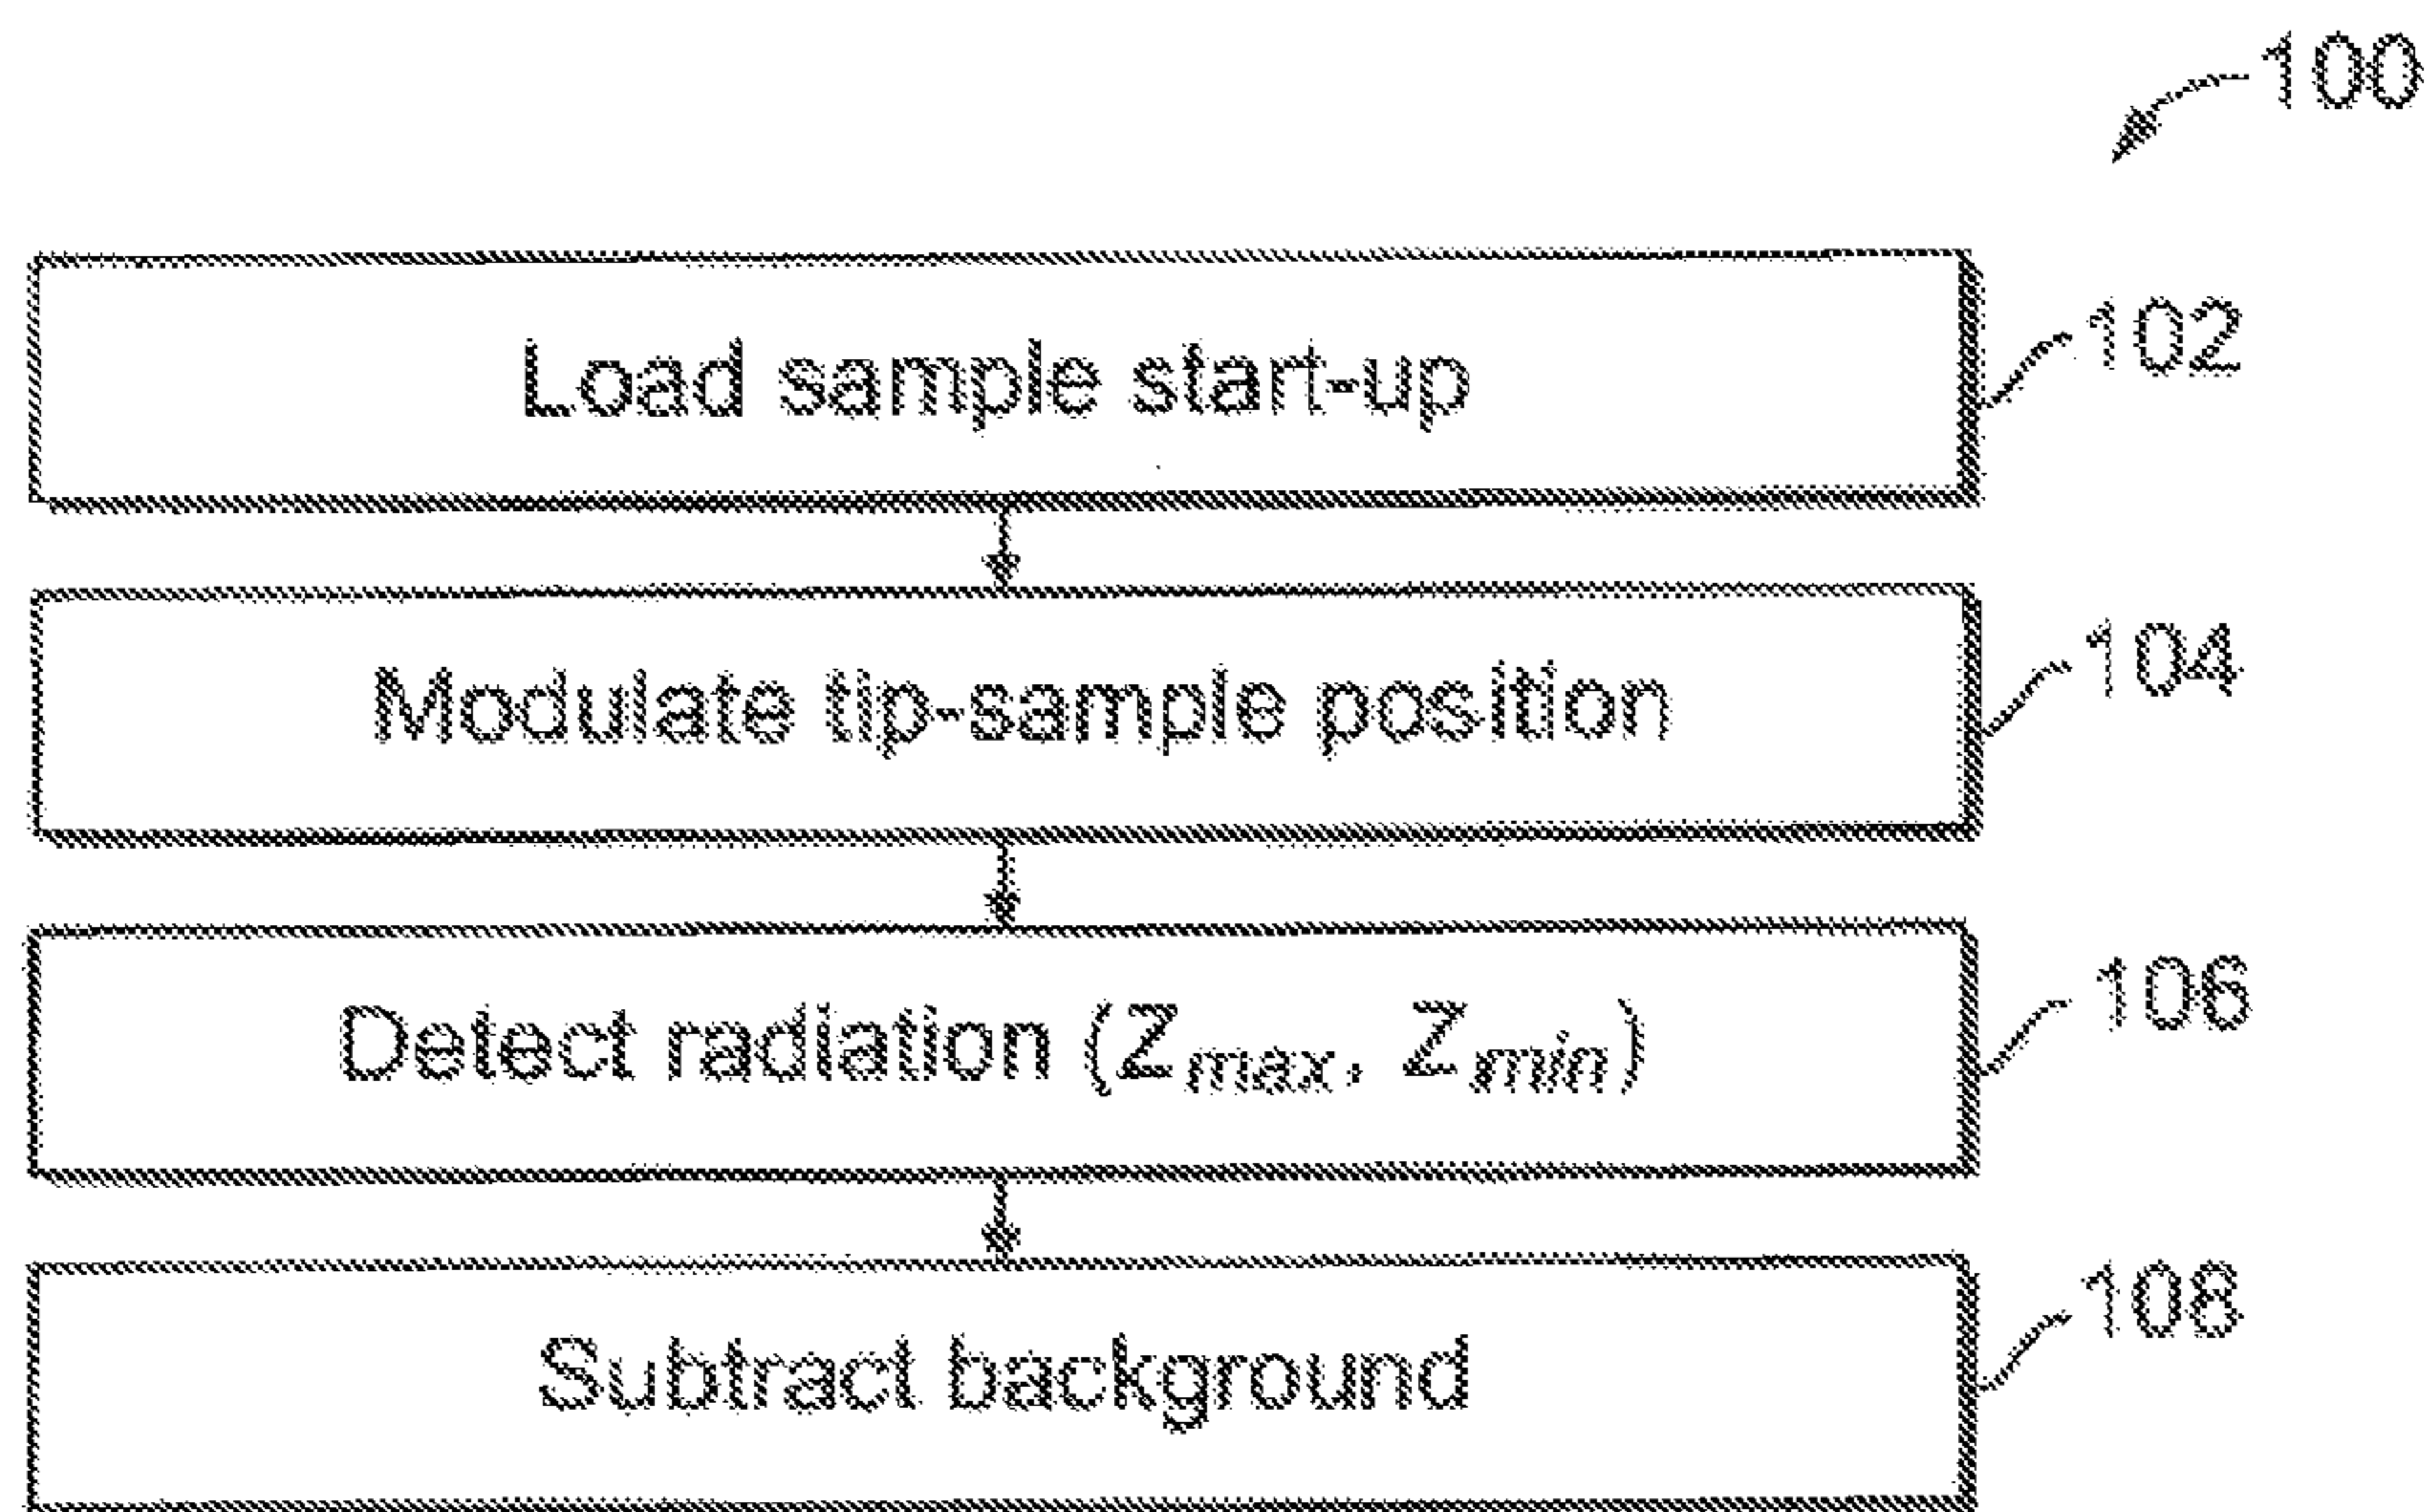 100
Load sample start-up
102
Modulate tip-sample position
104
Detect radiation (Zmax, Zmin)
106
Subtract background
108